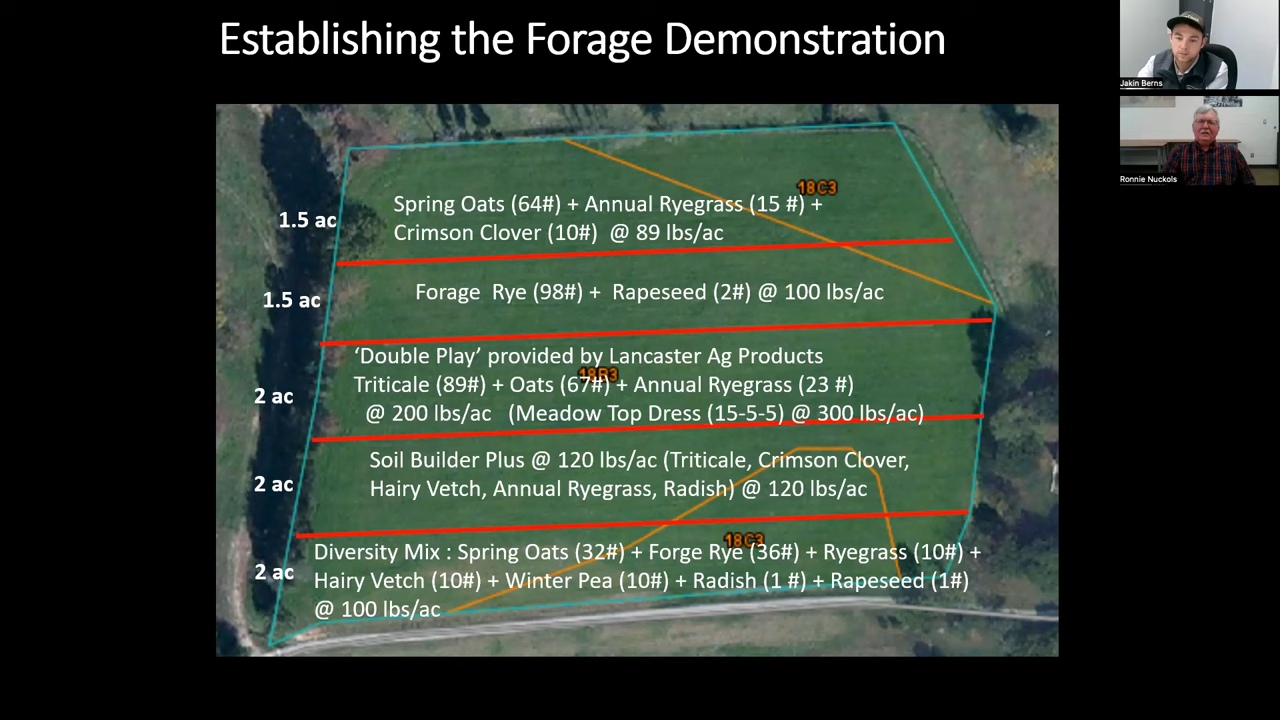 Establishing the Forage Demonstration
Jakin Berns
Ronnie Nuckols
18C3
1.5 ac
Spring Oats (64#) + Annual Ryegrass (15 #) +
Crimson Clover (10#) @ 89 lbs/ac
1.5 ac
Forage Rye (98#) + Rapeseed (2#) @ 100 lbs/ac
2 ac
‘Double Play’ provided by Lancaster Ag Products
18B3
Triticale (89#) + Oats (67#) + Annual Ryegrass (23 #)
@ 200 lbs/ac (Meadow Top Dress (15-5-5) @ 300 lbs/ac)
2 ac
Soil Builder Plus @ 120 lbs/ac (Triticale, Crimson Clover,
Hairy Vetch, Annual Ryegrass, Radish) @ 120 lbs/ac
2 ac
18C3
Diversity Mix : Spring Oats (32#) + Forge Rye (36#) + Ryegrass (10#) +
Hairy Vetch (10#) + Winter Pea (10#) + Radish (1 #) + Rapeseed (1#)
@ 100 lbs/ac